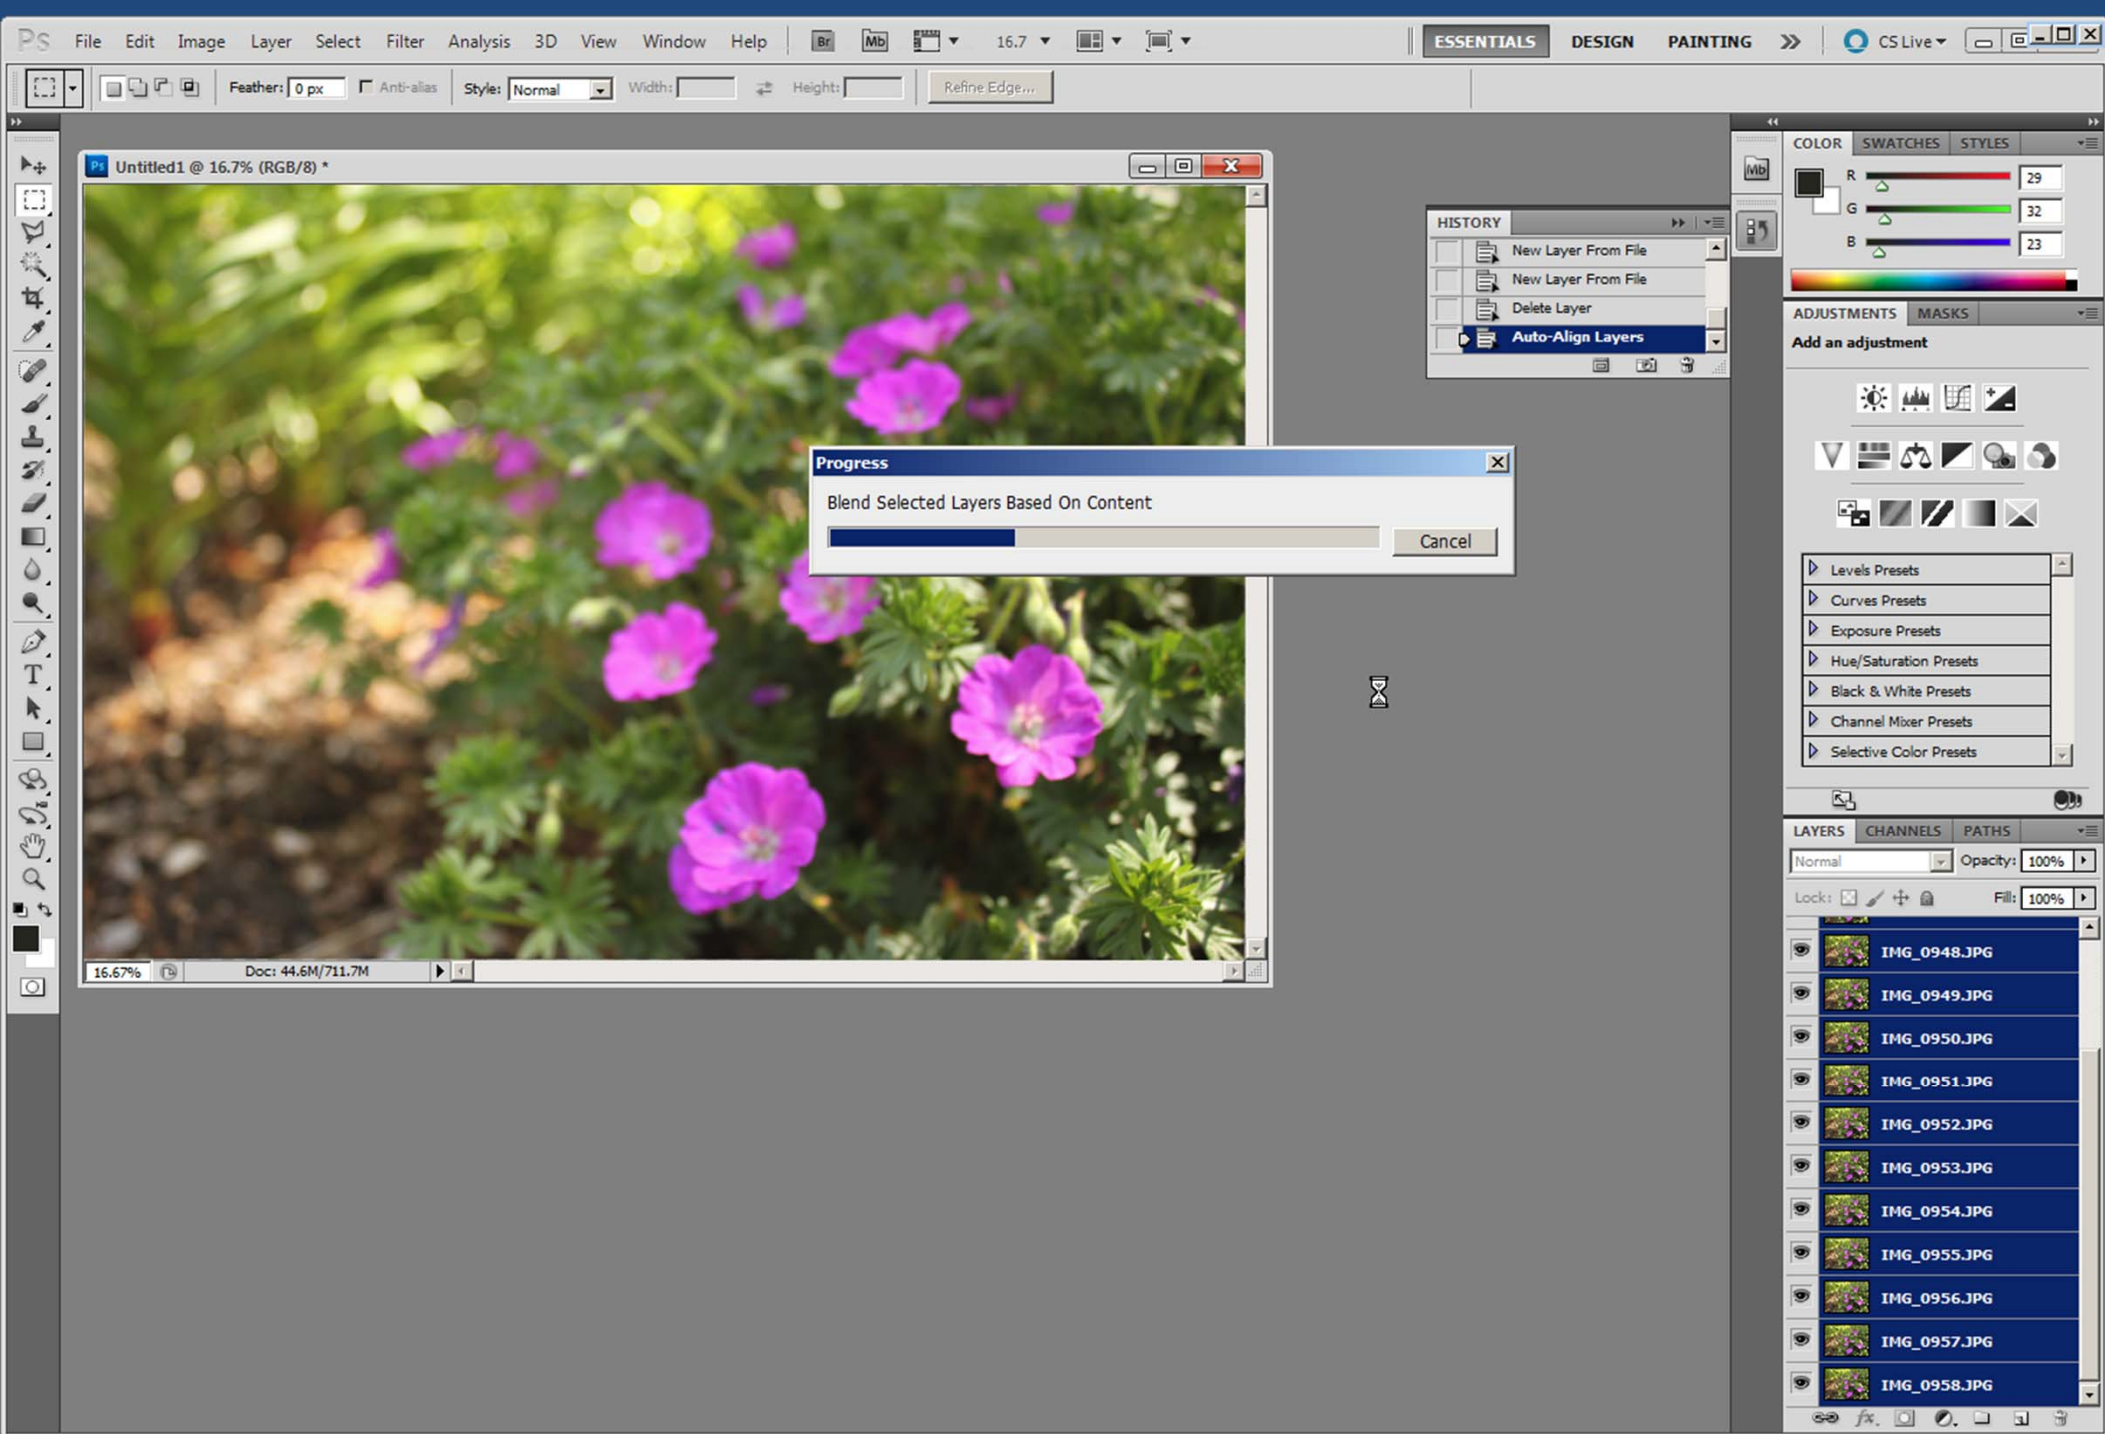 Ps File Edit Image Layer Select Filter Analysis 3D View Window Help Br Mb 16.7 ESSENTIALS DESIGN PAINTING CS Live
Feather: 0 px Anti-alias Style: Normal Width: Height: Refine Edge...
Ps Untitled1 @ 16.7% (RGB/8) *
HISTORY
New Layer From File
New Layer From File
Delete Layer
Auto-Align Layers
Progress
Blend Selected Layers Based On Content
Cancel
16.67% Doc: 44.6M/711.7M
Mb
COLOR SWATCHES STYLES
R 29
G 32
B 23
ADJUSTMENTS MASKS
Add an adjustment
Levels Presets
Curves Presets
Exposure Presets
Hue/Saturation Presets
Black & White Presets
Channel Mixer Presets
Selective Color Presets
LAYERS CHANNELS PATHS
Normal Opacity: 100%
Lock: Fill: 100%
IMG_0948.JPG
IMG_0949.JPG
IMG_0950.JPG
IMG_0951.JPG
IMG_0952.JPG
IMG_0953.JPG
IMG_0954.JPG
IMG_0955.JPG
IMG_0956.JPG
IMG_0957.JPG
IMG_0958.JPG
fx.